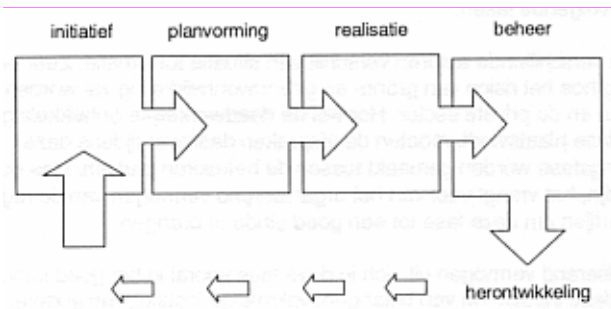 initiatief planvorming realisatie beheer
herontwikkeling